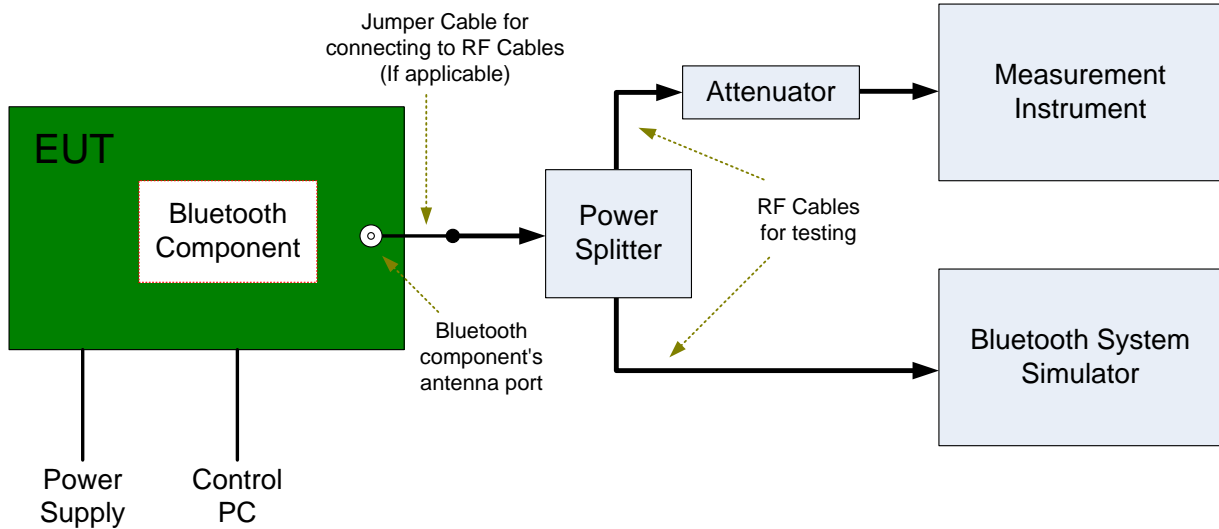 Jumper Cable for
connecting to RF Cables
(If applicable)
Attenuator
Measurement
Instrument
EUT
Bluetooth
Component
Power
Splitter
RF Cables
for testing
Bluetooth
component's
antenna port
Bluetooth System
Simulator
Power
Supply
Control
PC